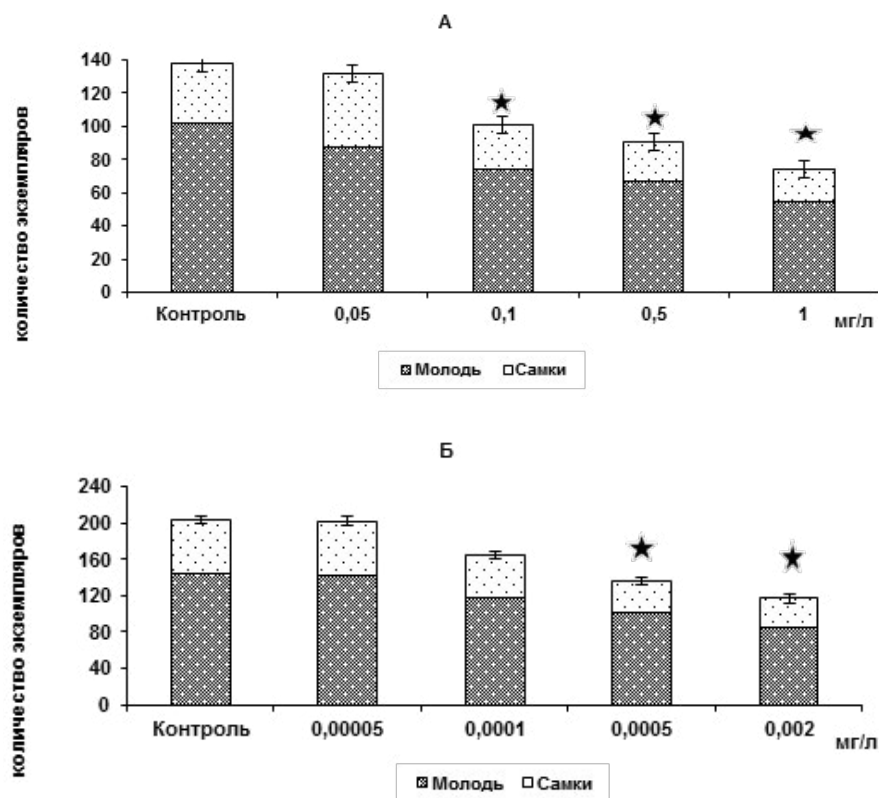 А
количество экземпляров
140
120
100
80
60
40
20
0
Контроль 0,05 0,1 0,5 1 мг/л
Молодь Самки
Б
количество экземпляров
240
200
160
120
80
40
0
Контроль 0,00005 0,0001 0,0005 0,002 мг/л
Молодь Самки